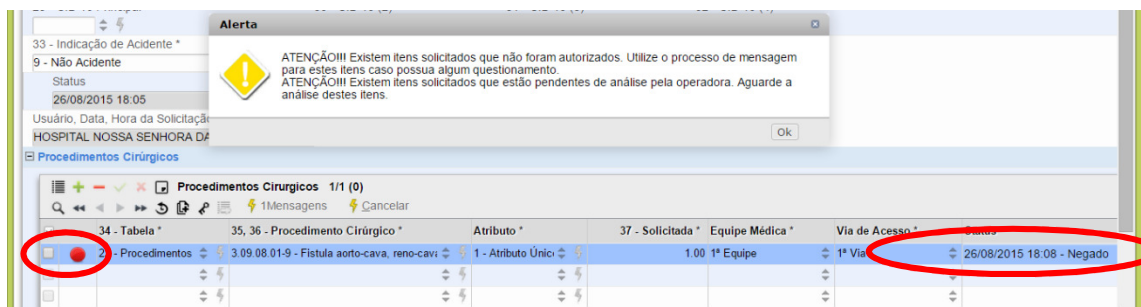 Alerta
33 - Indicação de Acidente *
9 - Não Acidente
ATENÇÃO!!! Existem itens solicitados que não foram autorizados. Utilize o processo de mensagem
para estes itens caso possua algum questionamento.
ATENÇÃO!!! Existem itens solicitados que estão pendentes de análise pela operadora. Aguarde a
análise destes itens.
Status
26/08/2015 18:05
Usuário, Data, Hora da Solicitaçã
HOSPITAL NOSSA SENHORA DA
Ok
Procedimentos Cirúrgicos
Procedimentos Cirurgicos 1/1 (0)
1Mensagens Cancelar
34 - Tabela * 35, 36 - Procedimento Cirúrgico * Atributo * 37 - Solicitada * Equipe Médica * Via de Acesso * Status
- Procedimentos 3.09.08.01-9 - Fistula aorto-cava, reno-cava 1 - Atributo Únic 1.00 1ª Equipe 1ª Via 26/08/2015 18:08 - Negado